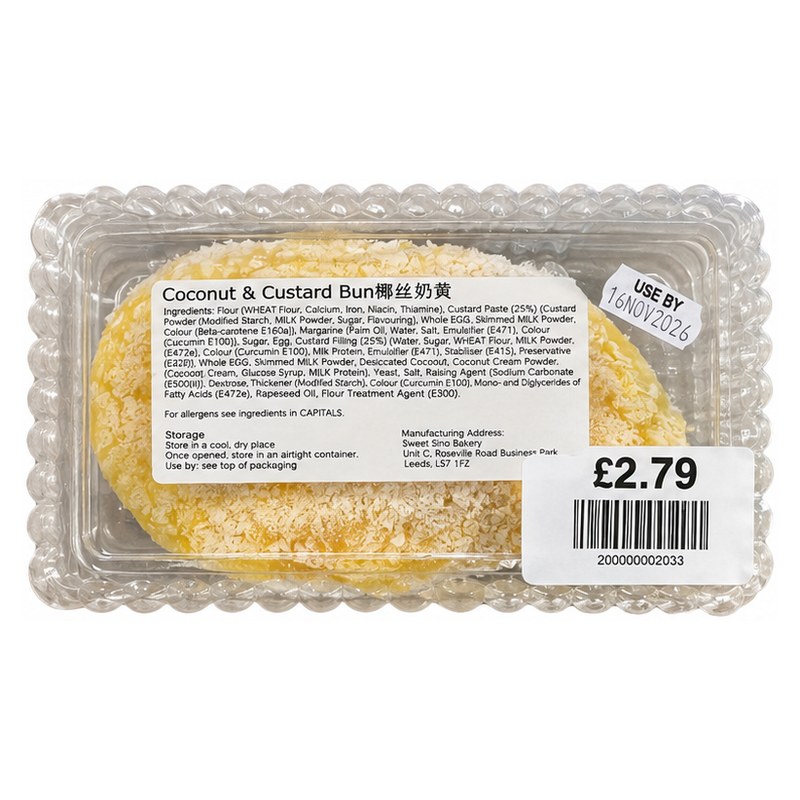 Coconut & Custard Bun椰丝奶黄
Ingredients: Flour (WHEAT Flour, Calcium, Iron, Niacin, Thiamine), Custard Paste (25%) (Custard
Powder (Modified Starch, MILK Powder, Sugar, Flavouring), Whole EGG, Skimmed MILK Powder,
Colour (Beta-carotene E160a)), Margarine (Palm Oil, Water, Salt, Emulsifier (E471), Colour
(Cucumin E100)), Sugar, Egg, Custard Filling (25%) (Water, Sugar, WHEAT Flour, MILK Powder,
(E472e), Colour (Curcumin E100), Milk Protein, Emulsifier (E471), Stabiliser (E415), Preservative
Whole EGG, Skimmed MILK Powder, Desiccated Coconut, Coconut Cream Powder,
Cream, Glucose Syrup, MILK Protein), Yeast, Salt, Raising Agent (Sodium Carbonate
(E500(ii)), Dextrose, Thickener (Modified Starch), Colour (Curcumin E100), Mono- and Diglycerides of
Fatty Acids (E472e), Rapeseed Oil, Flour Treatment Agent (E300).
For allergens see ingredients in CAPITALS.
Storage
Store in a cool, dry place
Once opened, store in an airtight container.
Use by: see top of packaging
Manufacturing Address:
Sweet Sino Bakery
Unit C, Roseville Road Business Park
Leeds, LS7 1FZ
USE BY
16NOV2026
£2.79
200000002033